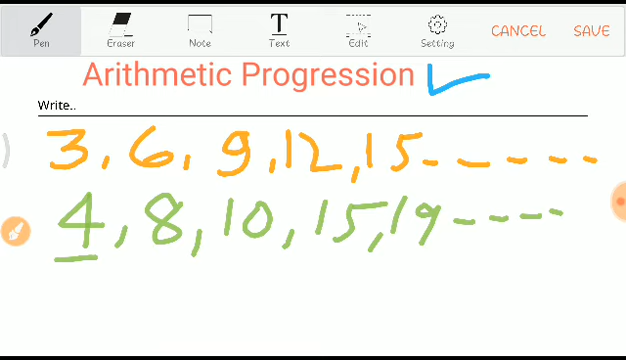 Pen Eraser Note Text Edit Setting CANCEL SAVE
Arithmetic Progression
Write..
3, 6, 9, 12, 15-----
4, 8, 10, 15, 19----